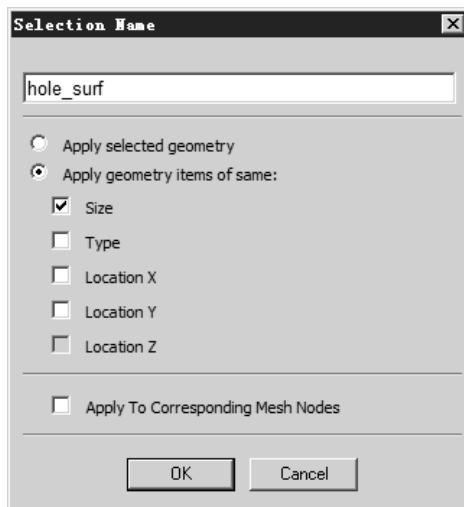 Selection Name
hole_surf
Apply selected geometry
Apply geometry items of same:
Size
Type
Location X
Location Y
Location Z
Apply To Corresponding Mesh Nodes
OK
Cancel